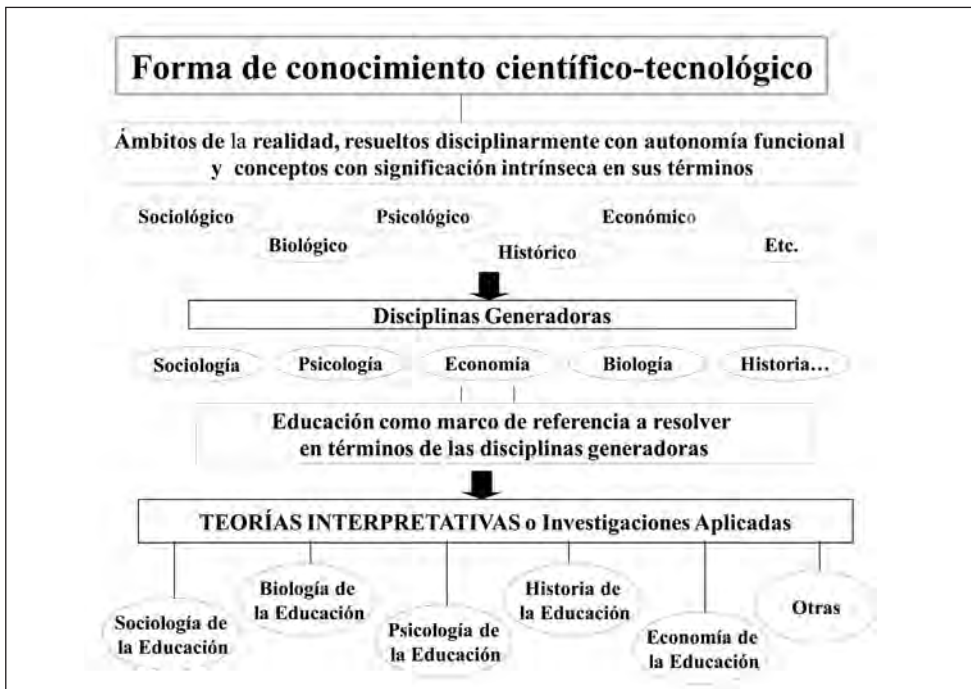 Forma de conocimiento científico-tecnológico
Ámbitos de la realidad, resueltos disciplinarmente con autonomía funcional
y conceptos con significación intrínseca en sus términos
Sociológico Psicológico Económico
Biológico Histórico Etc.
Disciplinas Generadoras
Sociología Psicología Economía Biología Historia...
Educación como marco de referencia a resolver
en términos de las disciplinas generadoras
TEORÍAS INTERPRETATIVAS o Investigaciones Aplicadas
Sociología de
la Educación
Biología de
la Educación
Psicología de
la Educación
Historia de
la Educación
Economía de
la Educación
Otras